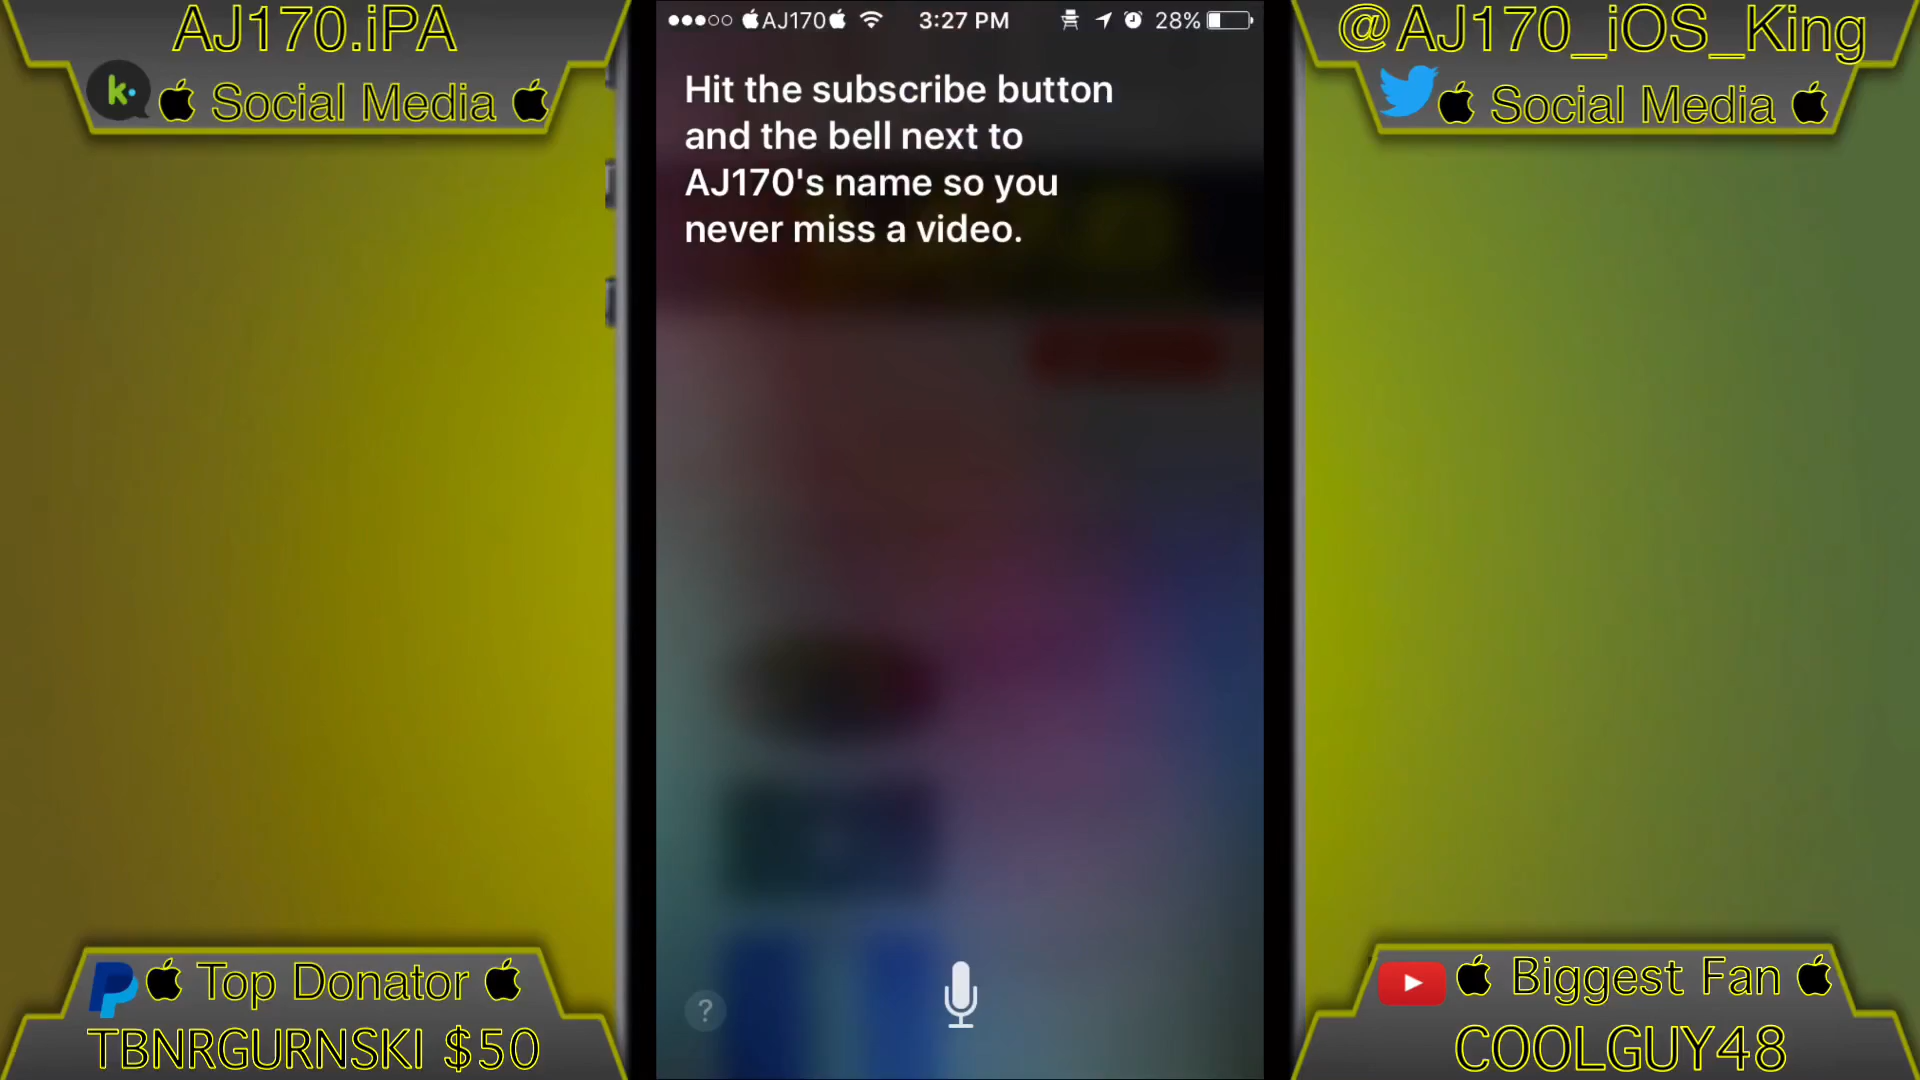 AJ170.iPA
Social Media
AJ170 3:27 PM 28%
Hit the subscribe button
and the bell next to
AJ170's name so you
never miss a video.
?
@AJ170_iOS_King
Social Media
Top Donator
TBNRGURNSKI $50
Biggest Fan
COOLGUY48